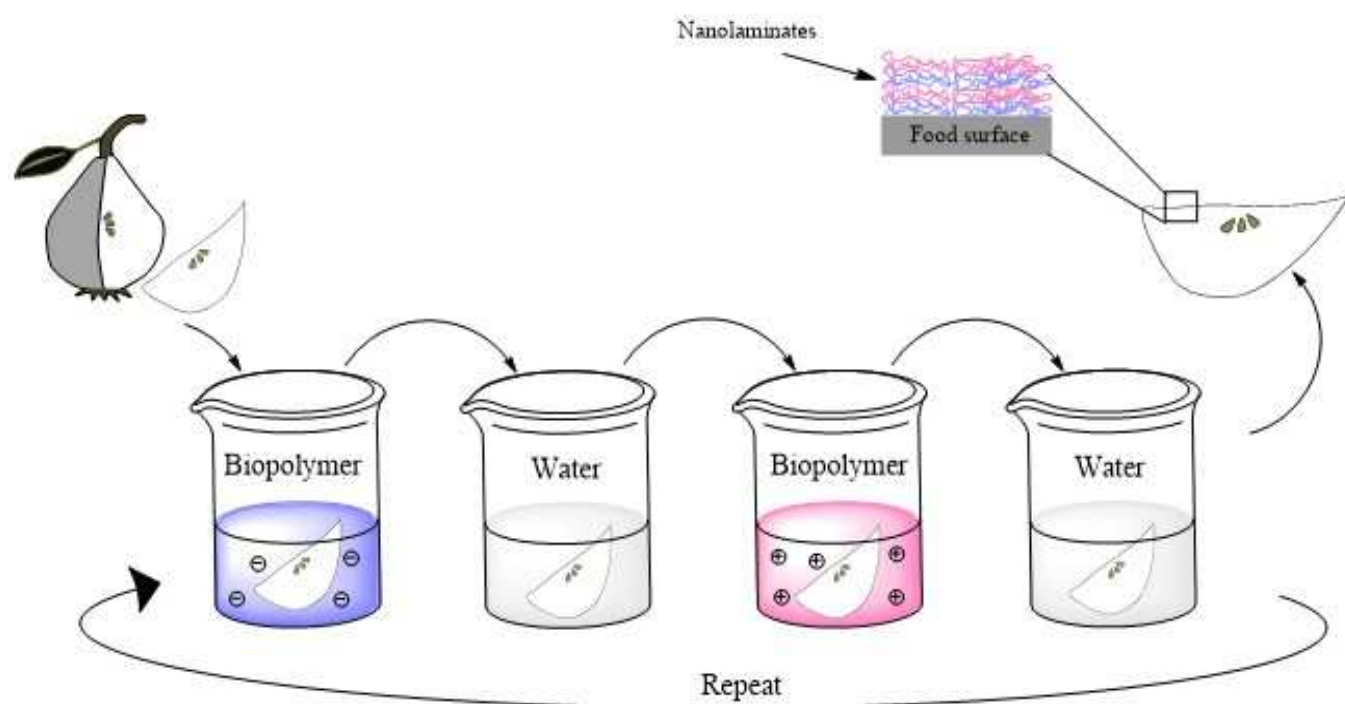 Nanolaminates
Food surface
Biopolymer
Water
Biopolymer
Water
Repeat